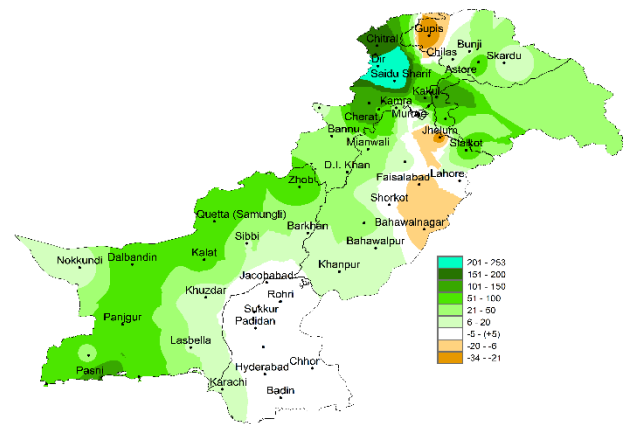 Gupis
Chitral
Bunji
Chilas
Skardu
Dir
Astore
Saidu Sharif
Kakul
Kamra
Cherat
Murree
Bannu
Jhelum
Mianwali
Sialkot
D.I. Khan
Zhob
Faisalabad
Lahore
Shorkot
Quetta (Samungli)
Barkhan
Bahawalnagar
Sibbi
Bahawalpur
Kalat
Nokkundi
Dalbandin
Khanpur
Jacobabad
Khuzdar
Rohri
Sukkur
Panjgur
Padidan
Lasbella
Chhor
Pasni
Hyderabad
Karachi
Badin
201 - 253
151 - 200
101 - 150
51 - 100
21 - 50
6 - 20
-5 - (+5)
-20 - -6
-34 - -21